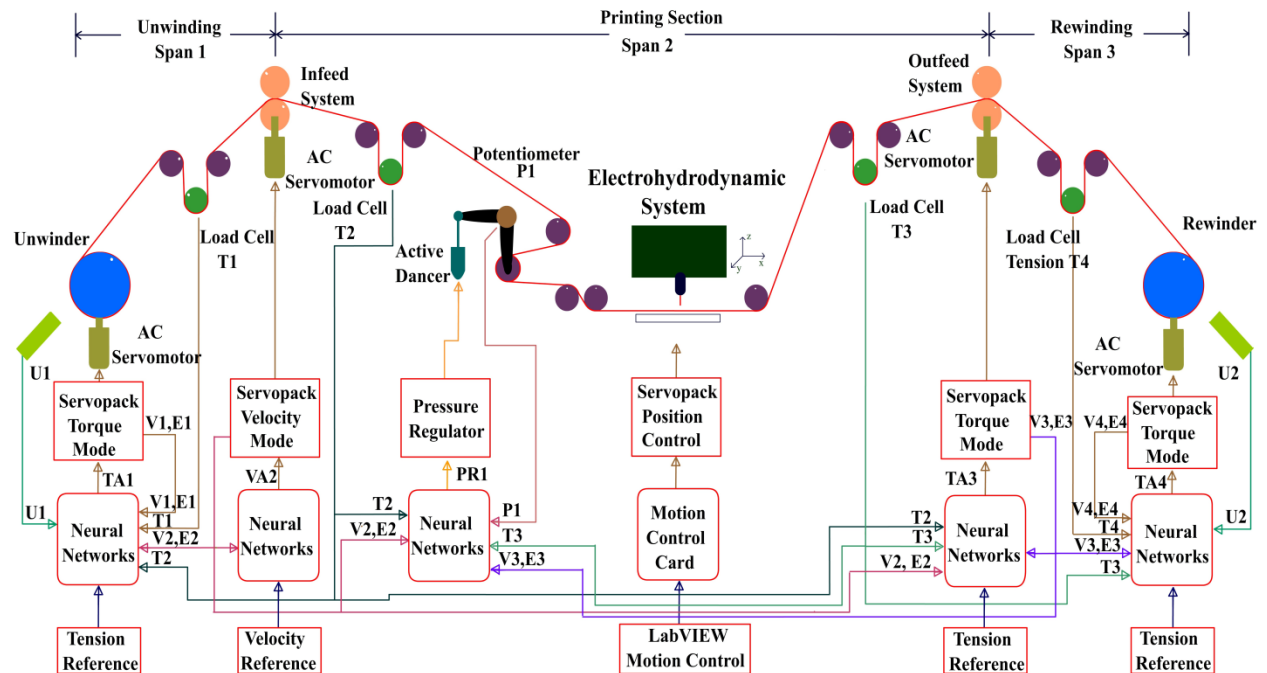 Unwinding
Span 1
Printing Section
Span 2
Rewinding
Span 3
Infeed
System
Outfeed
System
AC
Servomotor
Potentiometer
P1
Electrohydrodynamic
System
z
y
x
AC
Servomotor
Unwinder
Load Cell
T1
Load Cell
T2
Active
Dancer
Load Cell
T3
Load Cell
Tension T4
Rewinder
AC
Servomotor
AC
Servomotor
U1
U2
Servopack
Torque
Mode
V1,E1
Servopack
Velocity
Mode
Pressure
Regulator
Servopack
Position
Control
Servopack
Torque
Mode
V3,E3
V4,E4
Servopack
Torque
Mode
TA1
VA2
PR1
TA3
TA4
U1
Neural
Networks
V1,E1
T1
V2,E2
T2
Neural
Networks
T2
V2,E2
Neural
Networks
P1
T3
V3,E3
Motion
Control
Card
T2
T3
V2, E2
Neural
Networks
V3,E3
V4,E4
T4
T3
Neural
Networks
U2
Tension
Reference
Velocity
Reference
LabVIEW
Motion Control
Tension
Reference
Tension
Reference